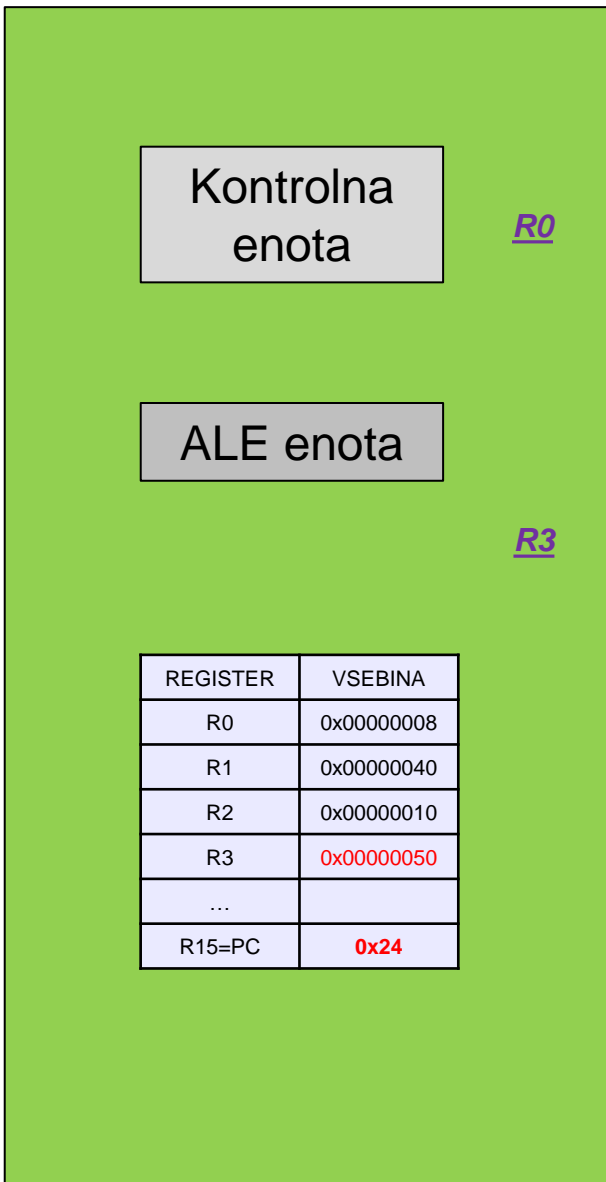 Kontrolna
enota
R0
ALE enota
R3
REGISTER VSEBINA
R0 0x00000008
R1 0x00000040
R2 0x00000010
R3 0x00000050
…
R15=PC 0x24